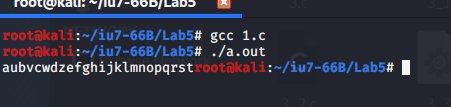 root@kali: ~/iu7-66B/Lab5
root@kali:~/iu7-66B/Lab5# gcc 1.c
root@kali:~/iu7-66B/Lab5# ./a.out
aubvcwdzefghijklmnopqrstroot@kali:~/iu7-66B/Lab5#